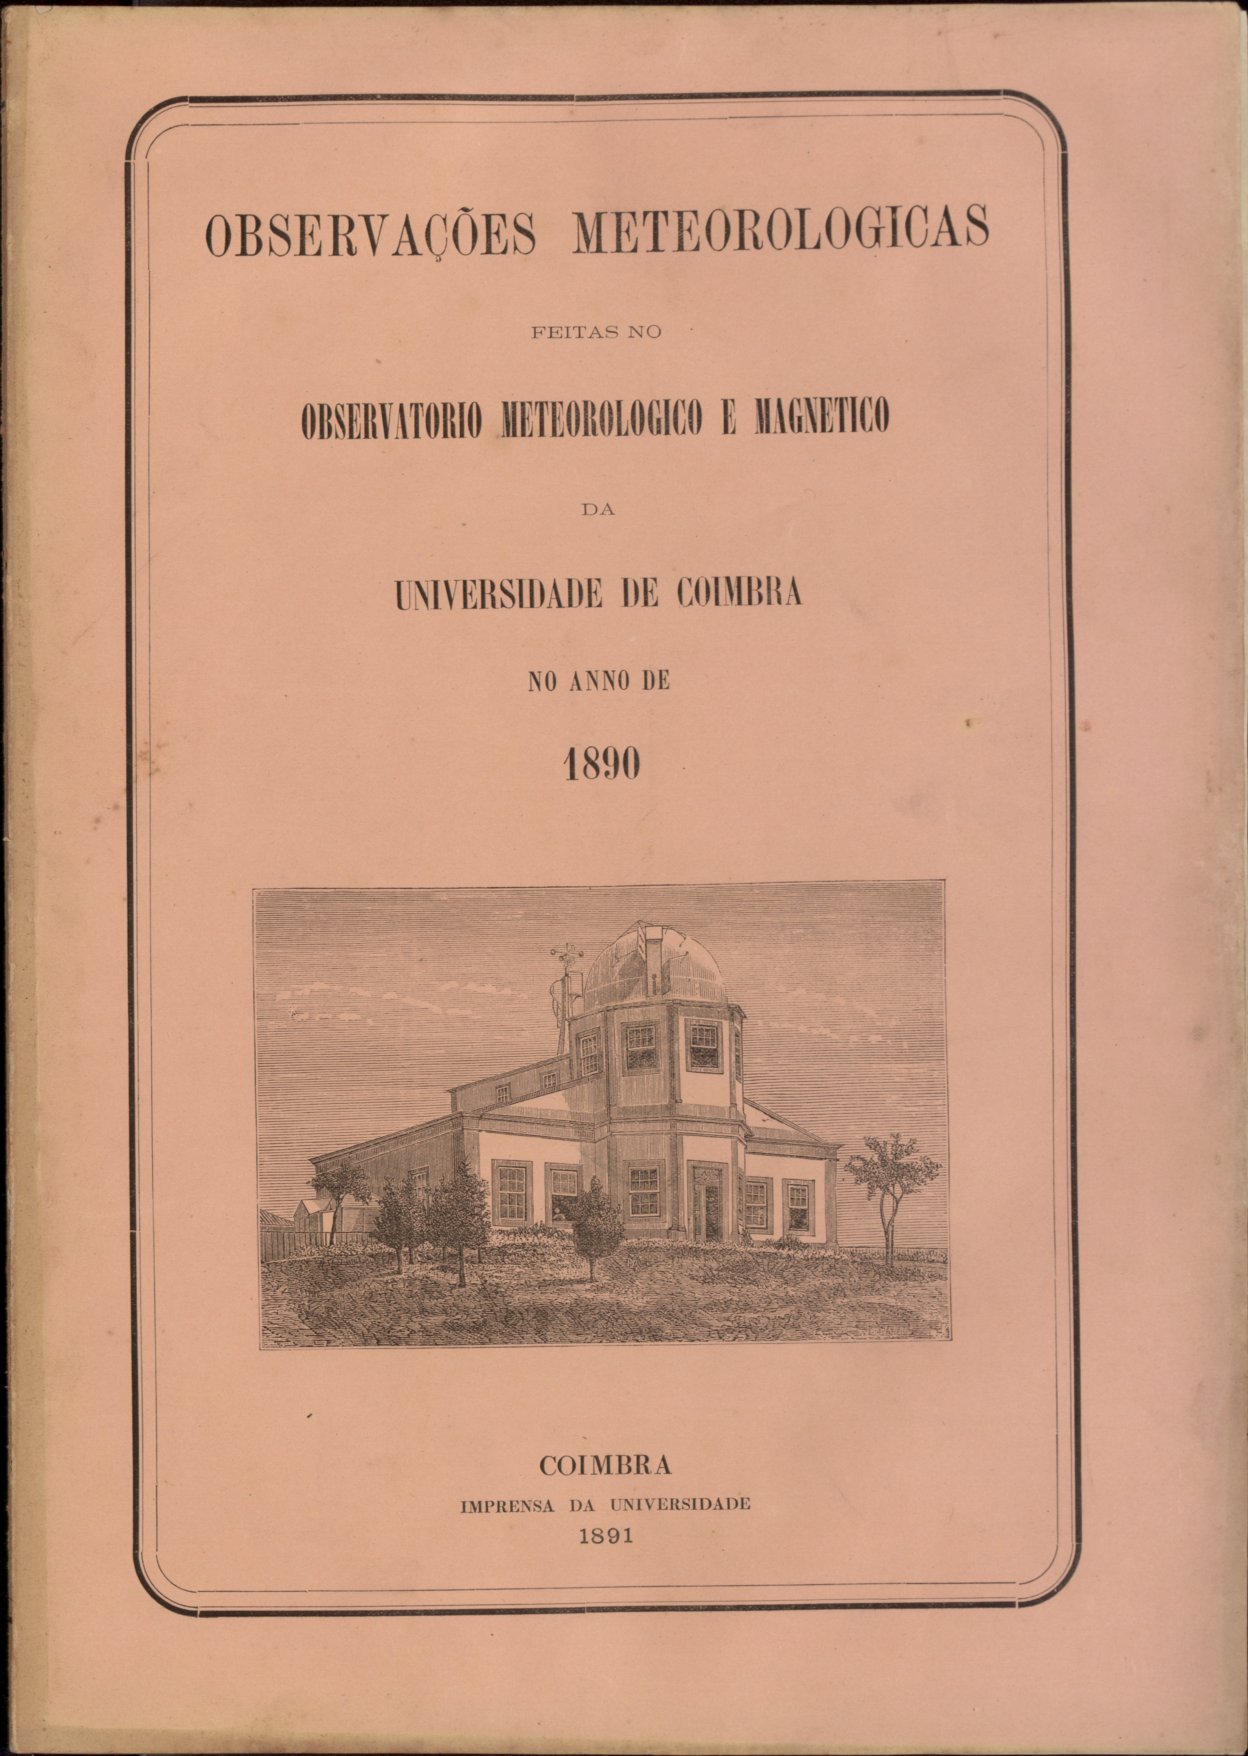 OBSERVAÇÕES METEOROLOGICAS
FEITAS NO
OBSERVATORIO METEOROLOGICO E MAGNETICO
DA
UNIVERSIDADE DE COIMBRA
NO ANNO DE
1890
COIMBRA
IMPRENSA DA UNIVERSIDADE
1891